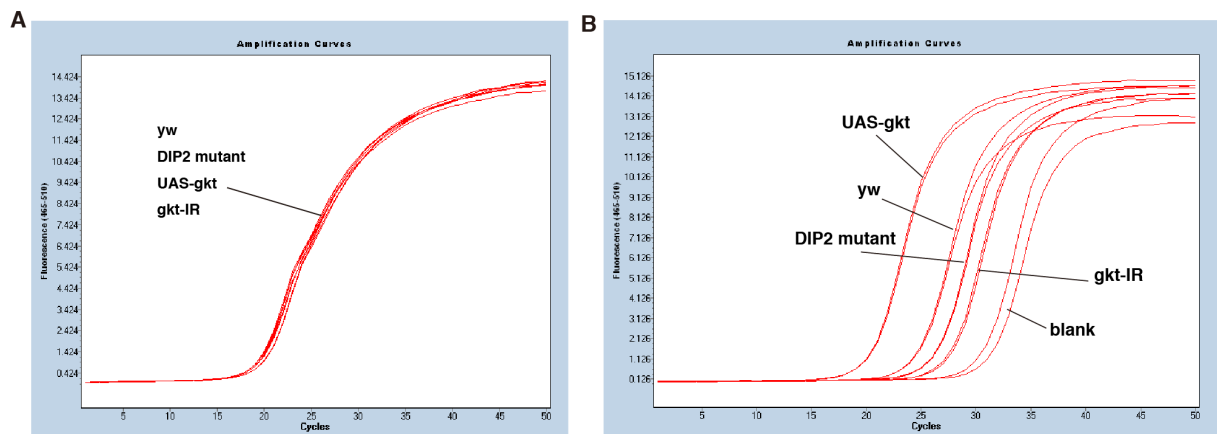 A
Amplification Curves
14.424
13.424
12.424
11.424
10.424
9.424
8.424
7.424
6.424
5.424
4.424
3.424
2.424
1.424
0.424
Fluorescence (465-510)
yw
DIP2 mutant
UAS-gkt
gkt-IR
5 10 15 20 25 30 35 40 45 50
Cycles
B
Amplification Curves
15.126
14.126
13.126
12.126
11.126
10.126
9.126
8.126
7.126
6.126
5.126
4.126
3.126
2.126
1.126
0.126
Fluorescence (465-510)
UAS-gkt
yw
DIP2 mutant
gkt-IR
blank
5 10 15 20 25 30 35 40 45 50
Cycles